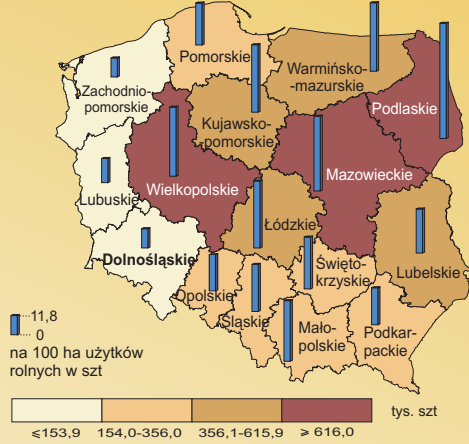 Pomorskie
Warmińsko-
-mazurskie
Zachodnio-
pomorskie
Podlaskie
Kujawsko-
-pomorskie
Wielkopolskie
Mazowieckie
Lubuskie
Łódzkie
Dolnośląskie
Święto-
krzyskie
Lubelskie
Opolskie
Śląskie
Mało-
polskie
Podkar-
packie
11,8
0
na 100 ha użytków
rolnych w szt
tys. szt
≤153,9 154,0-356,0 356,1-615,9 ≥ 616,0